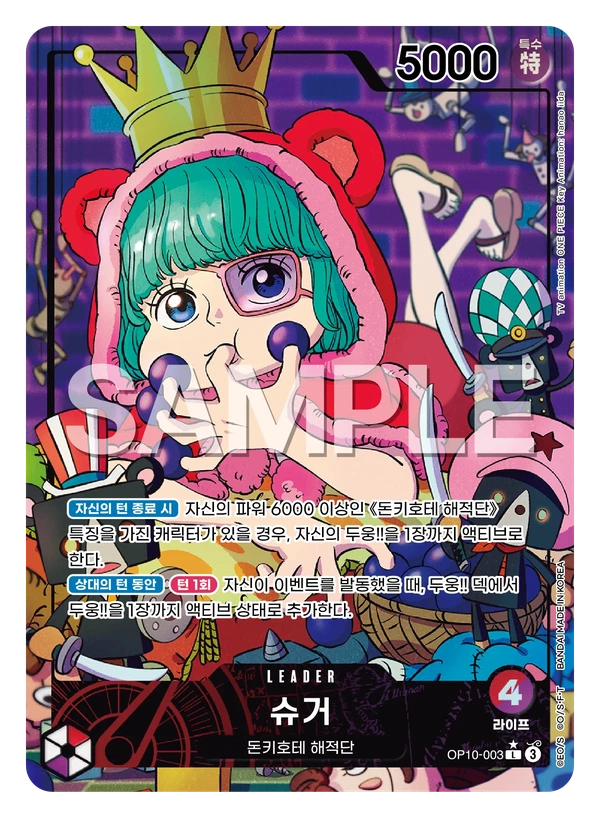 특수
5000 特
TV animation ONE PIECE Key Animation: hanao iida
SAMPLE
자신의 턴 종료 시 자신의 파워 6000 이상인 《돈키호테 해적단》
특징을 가진 캐릭터가 있을 경우, 자신의 두웅!!을 1장까지 액티브로
한다.
상대의 턴 동안 턴 1회 자신이 이벤트를 발동했을 때, 두웅!! 덱에서
두웅!!을 1장까지 액티브 상태로 추가한다.
LEADER
4
슈거
라이프
돈키호테 해적단
OP10-003 L 3
©EO/S ©O/S·F·T BANDAI MADE IN KOREA